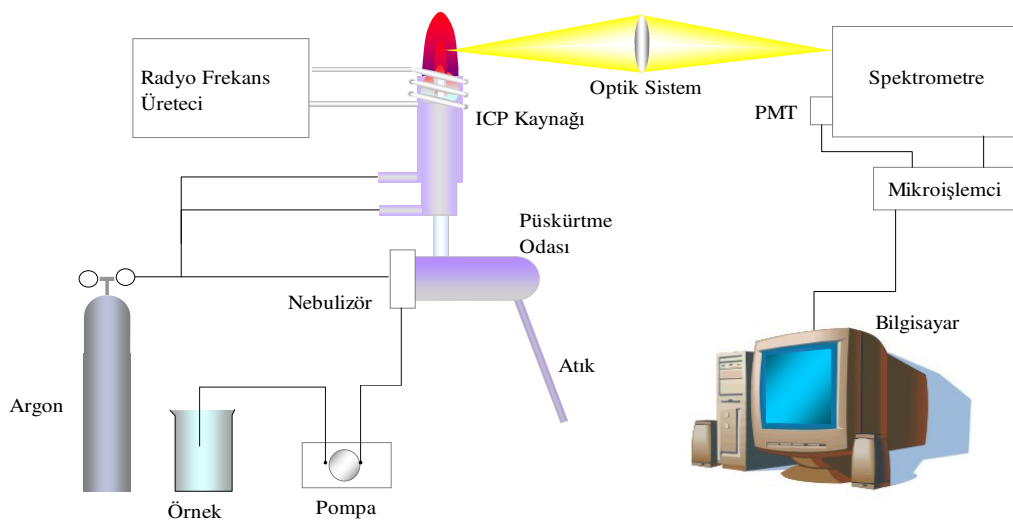 Radyo Frekans
Üreteci
ICP Kaynağı
Optik Sistem
Spektrometre
PMT
Mikroişlemci
Püskürtme
Odası
Nebulizör
Bilgisayar
Atık
Argon
Örnek
Pompa